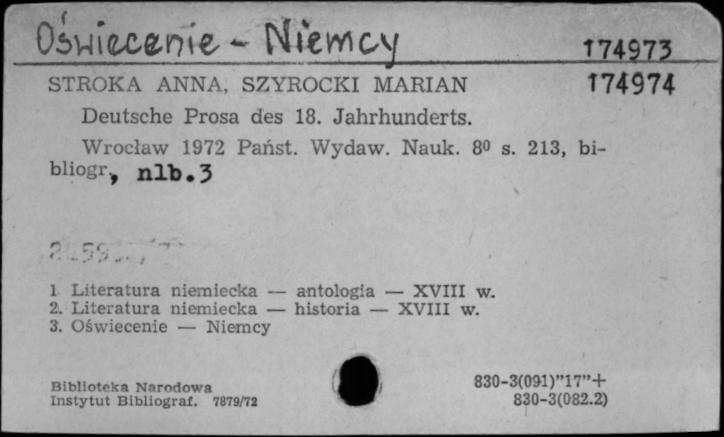 Oświecenie - Niemcy
174973
STROKA ANNA, SZYROCKI MARIAN
174974
Deutsche Prosa des 18. Jahrhunderts.
Wrocław 1972 Państ. Wydaw. Nauk. 8⁰ s. 213, bi-
bliogr., nlb.3
1 Literatura niemiecka — antologia — XVIII w.
2. Literatura niemiecka — historia — XVIII w.
3. Oświecenie — Niemcy
Biblioteka Narodowa
Instytut Bibliograf. 7879/72
830-3(091)"17"+
830-3(082.2)